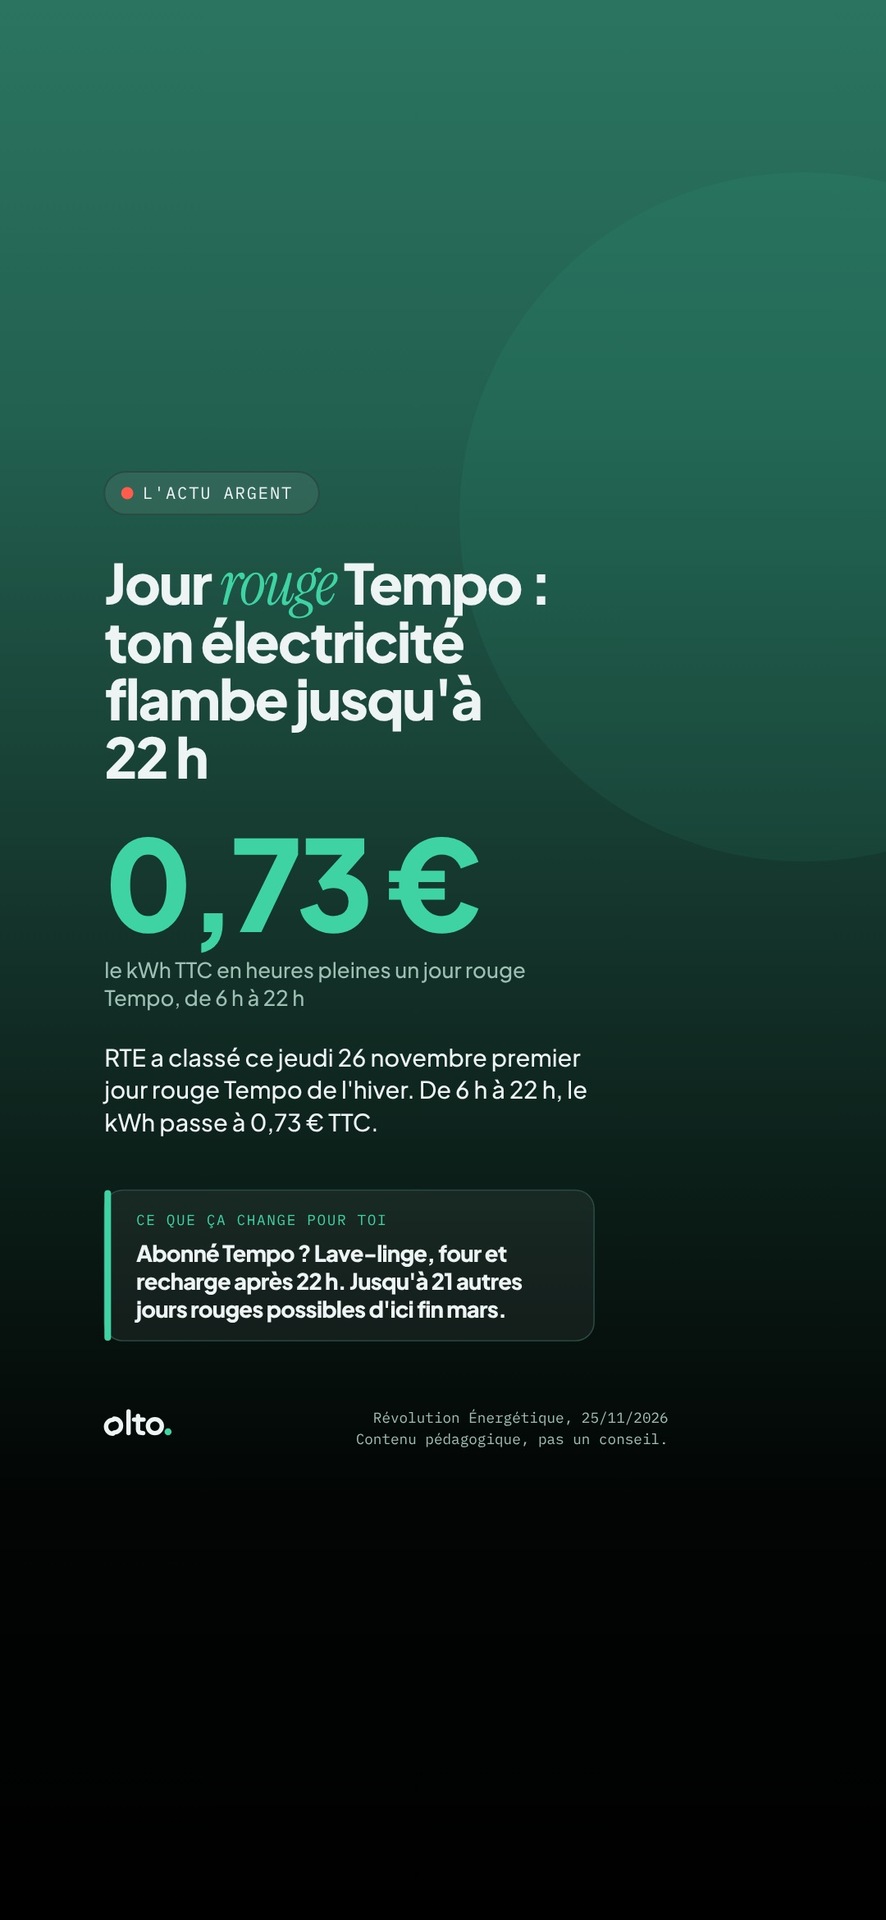 L'ACTU ARGENT
Jour rouge Tempo :
ton électricité
flambe jusqu'à
22 h
0,73 €
le kWh TTC en heures pleines un jour rouge
Tempo, de 6 h à 22 h
RTE a classé ce jeudi 26 novembre premier
jour rouge Tempo de l'hiver. De 6 h à 22 h, le
kWh passe à 0,73 € TTC.
CE QUE ÇA CHANGE POUR TOI
Abonné Tempo ? Lave-linge, four et
recharge après 22 h. Jusqu'à 21 autres
jours rouges possibles d'ici fin mars.
olto.
Révolution Énergétique, 25/11/2026
Contenu pédagogique, pas un conseil.